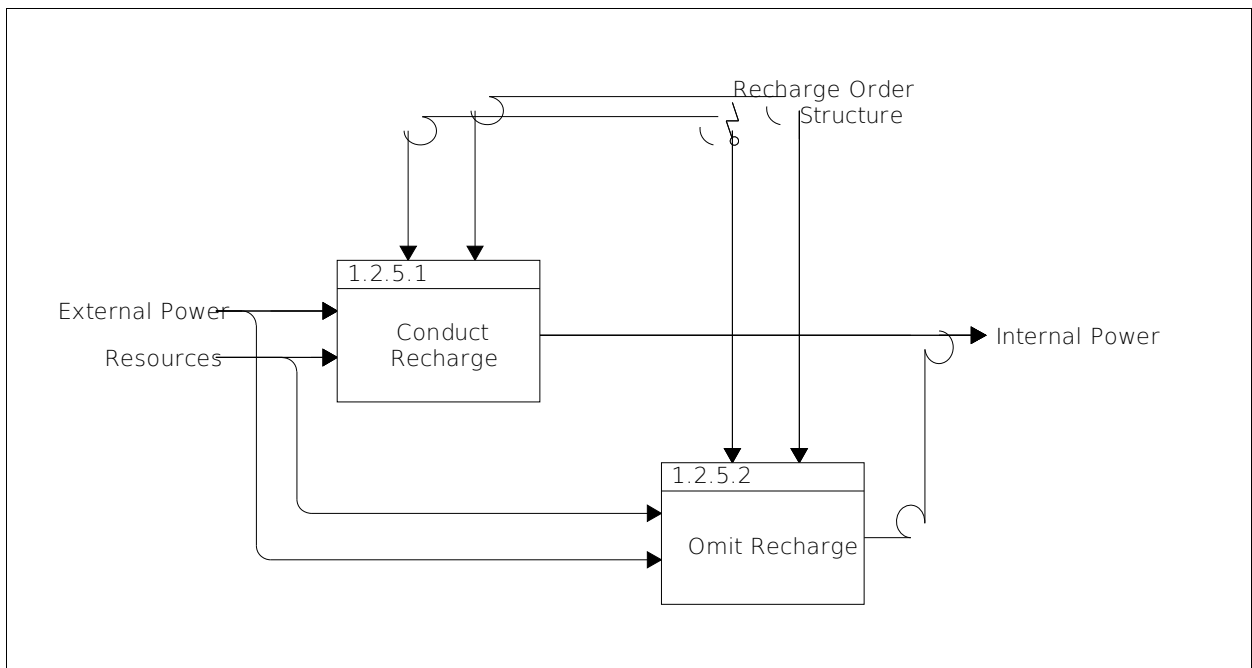 Recharge Order
Structure
1.2.5.1
External Power
Conduct
Recharge
Internal Power
Resources
1.2.5.2
Omit Recharge